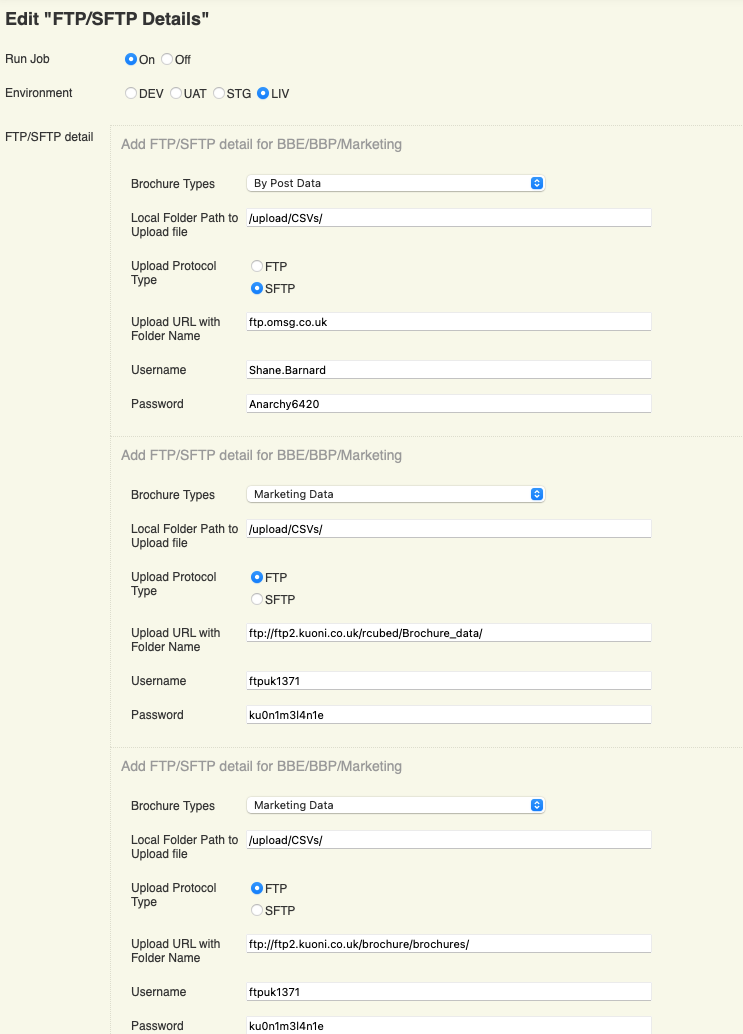 Edit "FTP/SFTP Details"
Run Job On Off
Environment DEV UAT STG LIV
FTP/SFTP detail
Add FTP/SFTP detail for BBE/BBP/Marketing
Brochure Types By Post Data
Local Folder Path to /upload/CSVs/
Upload file
Upload Protocol FTP
Type
SFTP
Upload URL with ftp.omsg.co.uk
Folder Name
Username Shane.Barnard
Password Anarchy6420
Add FTP/SFTP detail for BBE/BBP/Marketing
Brochure Types Marketing Data
Local Folder Path to /upload/CSVs/
Upload file
Upload Protocol FTP
Type
SFTP
Upload URL with ftp://ftp2.kuoni.co.uk/rcubed/Brochure_data/
Folder Name
Username ftpuk1371
Password ku0n1m3l4n1e
Add FTP/SFTP detail for BBE/BBP/Marketing
Brochure Types Marketing Data
Local Folder Path to /upload/CSVs/
Upload file
Upload Protocol FTP
Type
SFTP
Upload URL with ftp://ftp2.kuoni.co.uk/brochure/brochures/
Folder Name
Username ftpuk1371
Password ku0n1m3l4n1e